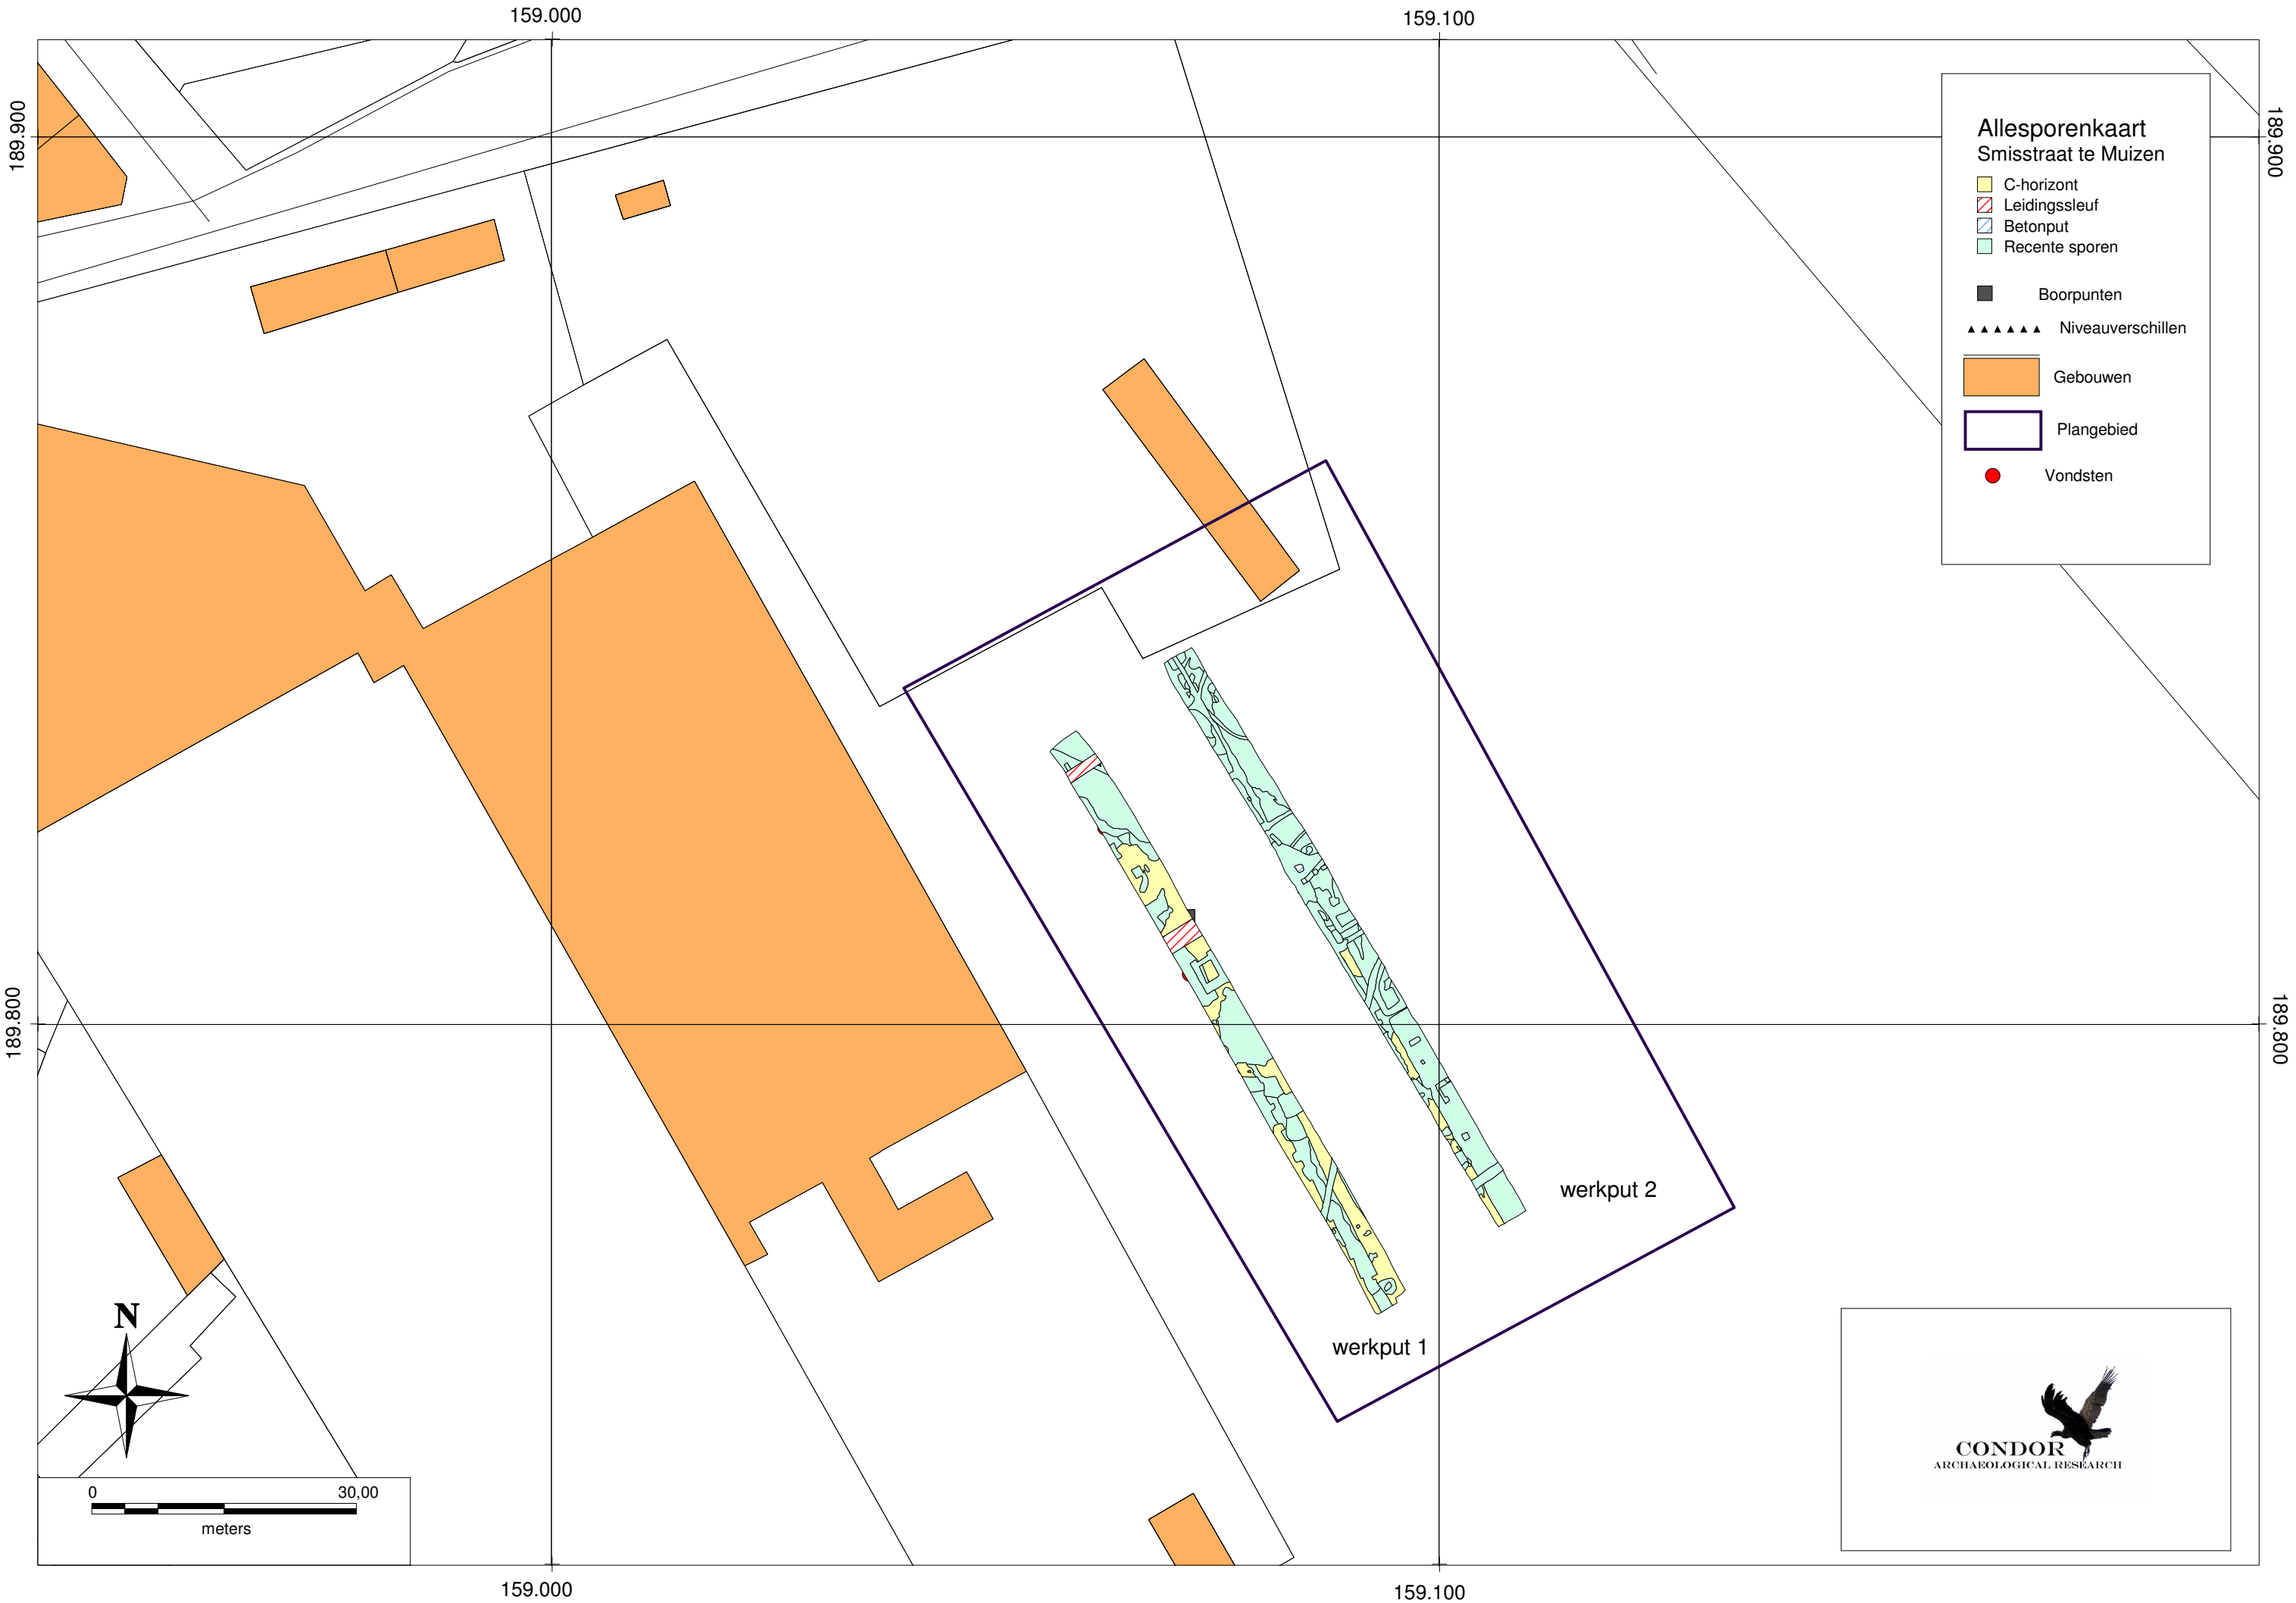 159.000
159.100
189.900
189.900
Allesporenkaart
Smisstraat te Muizen
C-horizont
Leidingssleuf
Betonput
Recente sporen
Boorpunten
Niveauverschillen
Gebouwen
Plangebied
Vondsten
189.800
189.800
werkput 2
werkput 1
N
0 30,00
meters
CONDOR
ARCHAEOLOGICAL RESEARCH
159.000
159.100